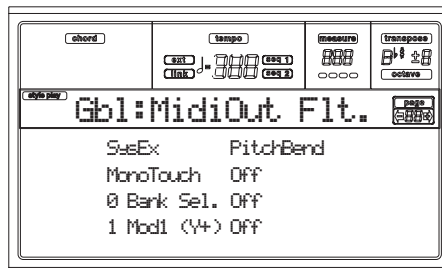 chord
tempo
measure
transpose
ext
link
seq 1
seq 2
octave
style play
Gbl:MidiOut Flt.
page
SysEx PitchBend
MonoTouch Off
0 Bank Sel. Off
1 Mod1 (Y+) Off